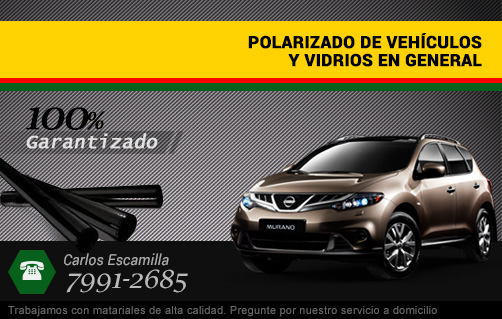 POLARIZADO DE VEHÍCULOS
Y VIDRIOS EN GENERAL
100%
Garantizado
MURANO
Carlos Escamilla
7991-2685
Trabajamos con matariales de alta calidad. Pregunte por nuestro servicio a domicilio